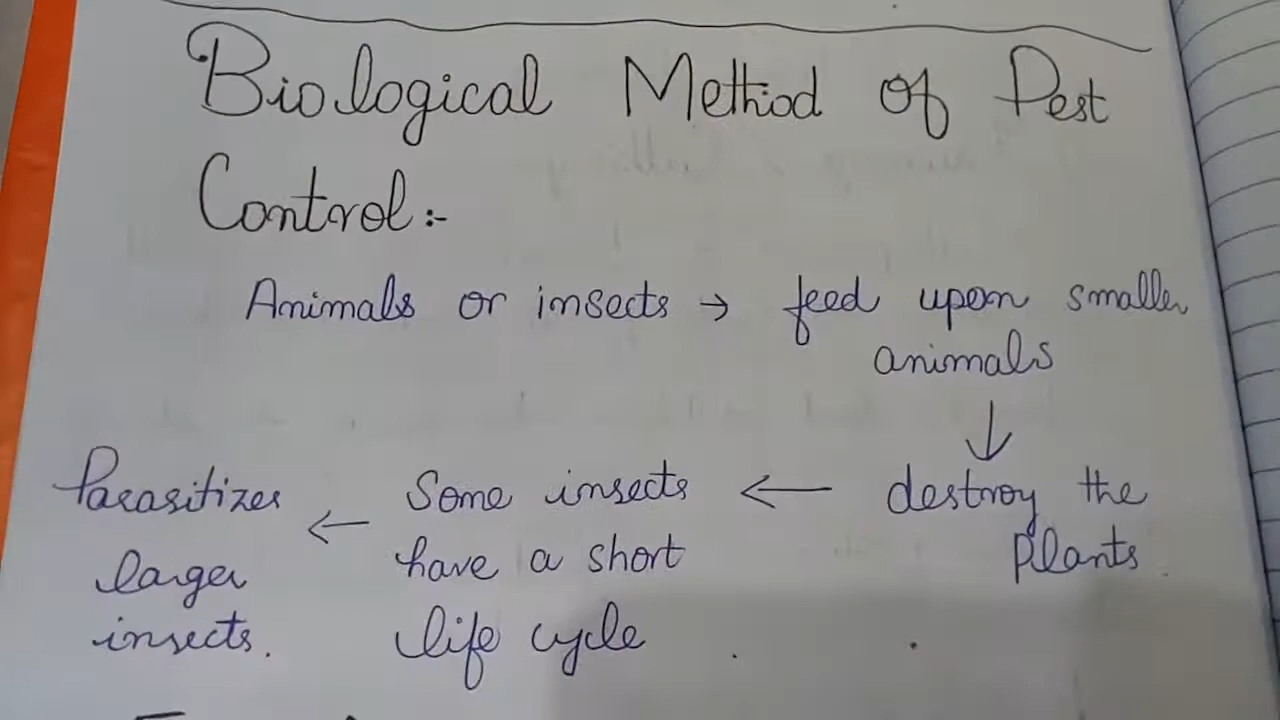 Biological Method of Pest
Control:-
Animals or insects → feed upon smaller
animals
↓
destroy the
plants.
←
Some insects
have a short
life cycle
←
Parasitizes
larger
insects.